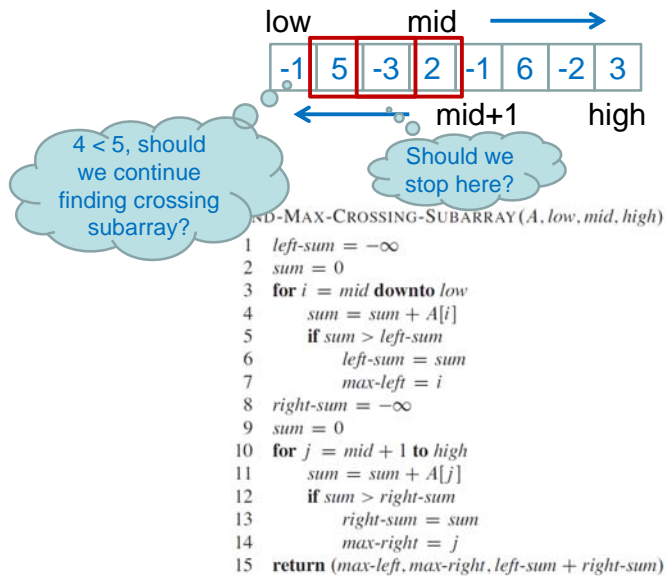 low mid
-1 5 -3 2 -1 6 -2 3
mid+1 high
4 < 5, should
we continue
finding crossing
subarray?
Should we
stop here?
ND-MAX-CROSSING-SUBARRAY(A, low, mid, high)
1 left-sum = −∞
2 sum = 0
3 for i = mid downto low
4 sum = sum + A[i]
5 if sum > left-sum
6 left-sum = sum
7 max-left = i
8 right-sum = −∞
9 sum = 0
10 for j = mid + 1 to high
11 sum = sum + A[j]
12 if sum > right-sum
13 right-sum = sum
14 max-right = j
15 return (max-left, max-right, left-sum + right-sum)